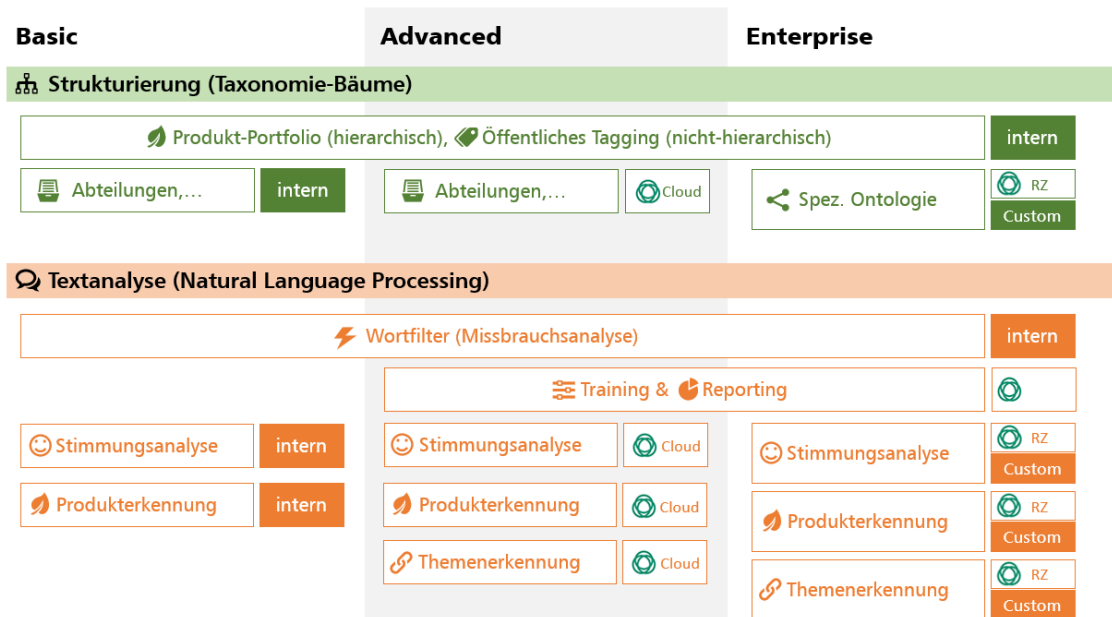 Basic Advanced Enterprise
Strukturierung (Taxonomie-Bäume)
Produkt-Portfolio (hierarchisch), Öffentliches Tagging (nicht-hierarchisch) intern
Abteilungen,... intern Abteilungen,... Cloud Spez. Ontologie RZ
Custom
Textanalyse (Natural Language Processing)
Wortfilter (Missbrauchsanalyse) intern
Training & Reporting
Stimmungsanalyse intern Stimmungsanalyse Cloud Stimmungsanalyse RZ
Custom
Produkterkennung intern Produkterkennung Cloud Produkterkennung RZ
Custom
Themenerkennung Cloud Themenerkennung RZ
Custom